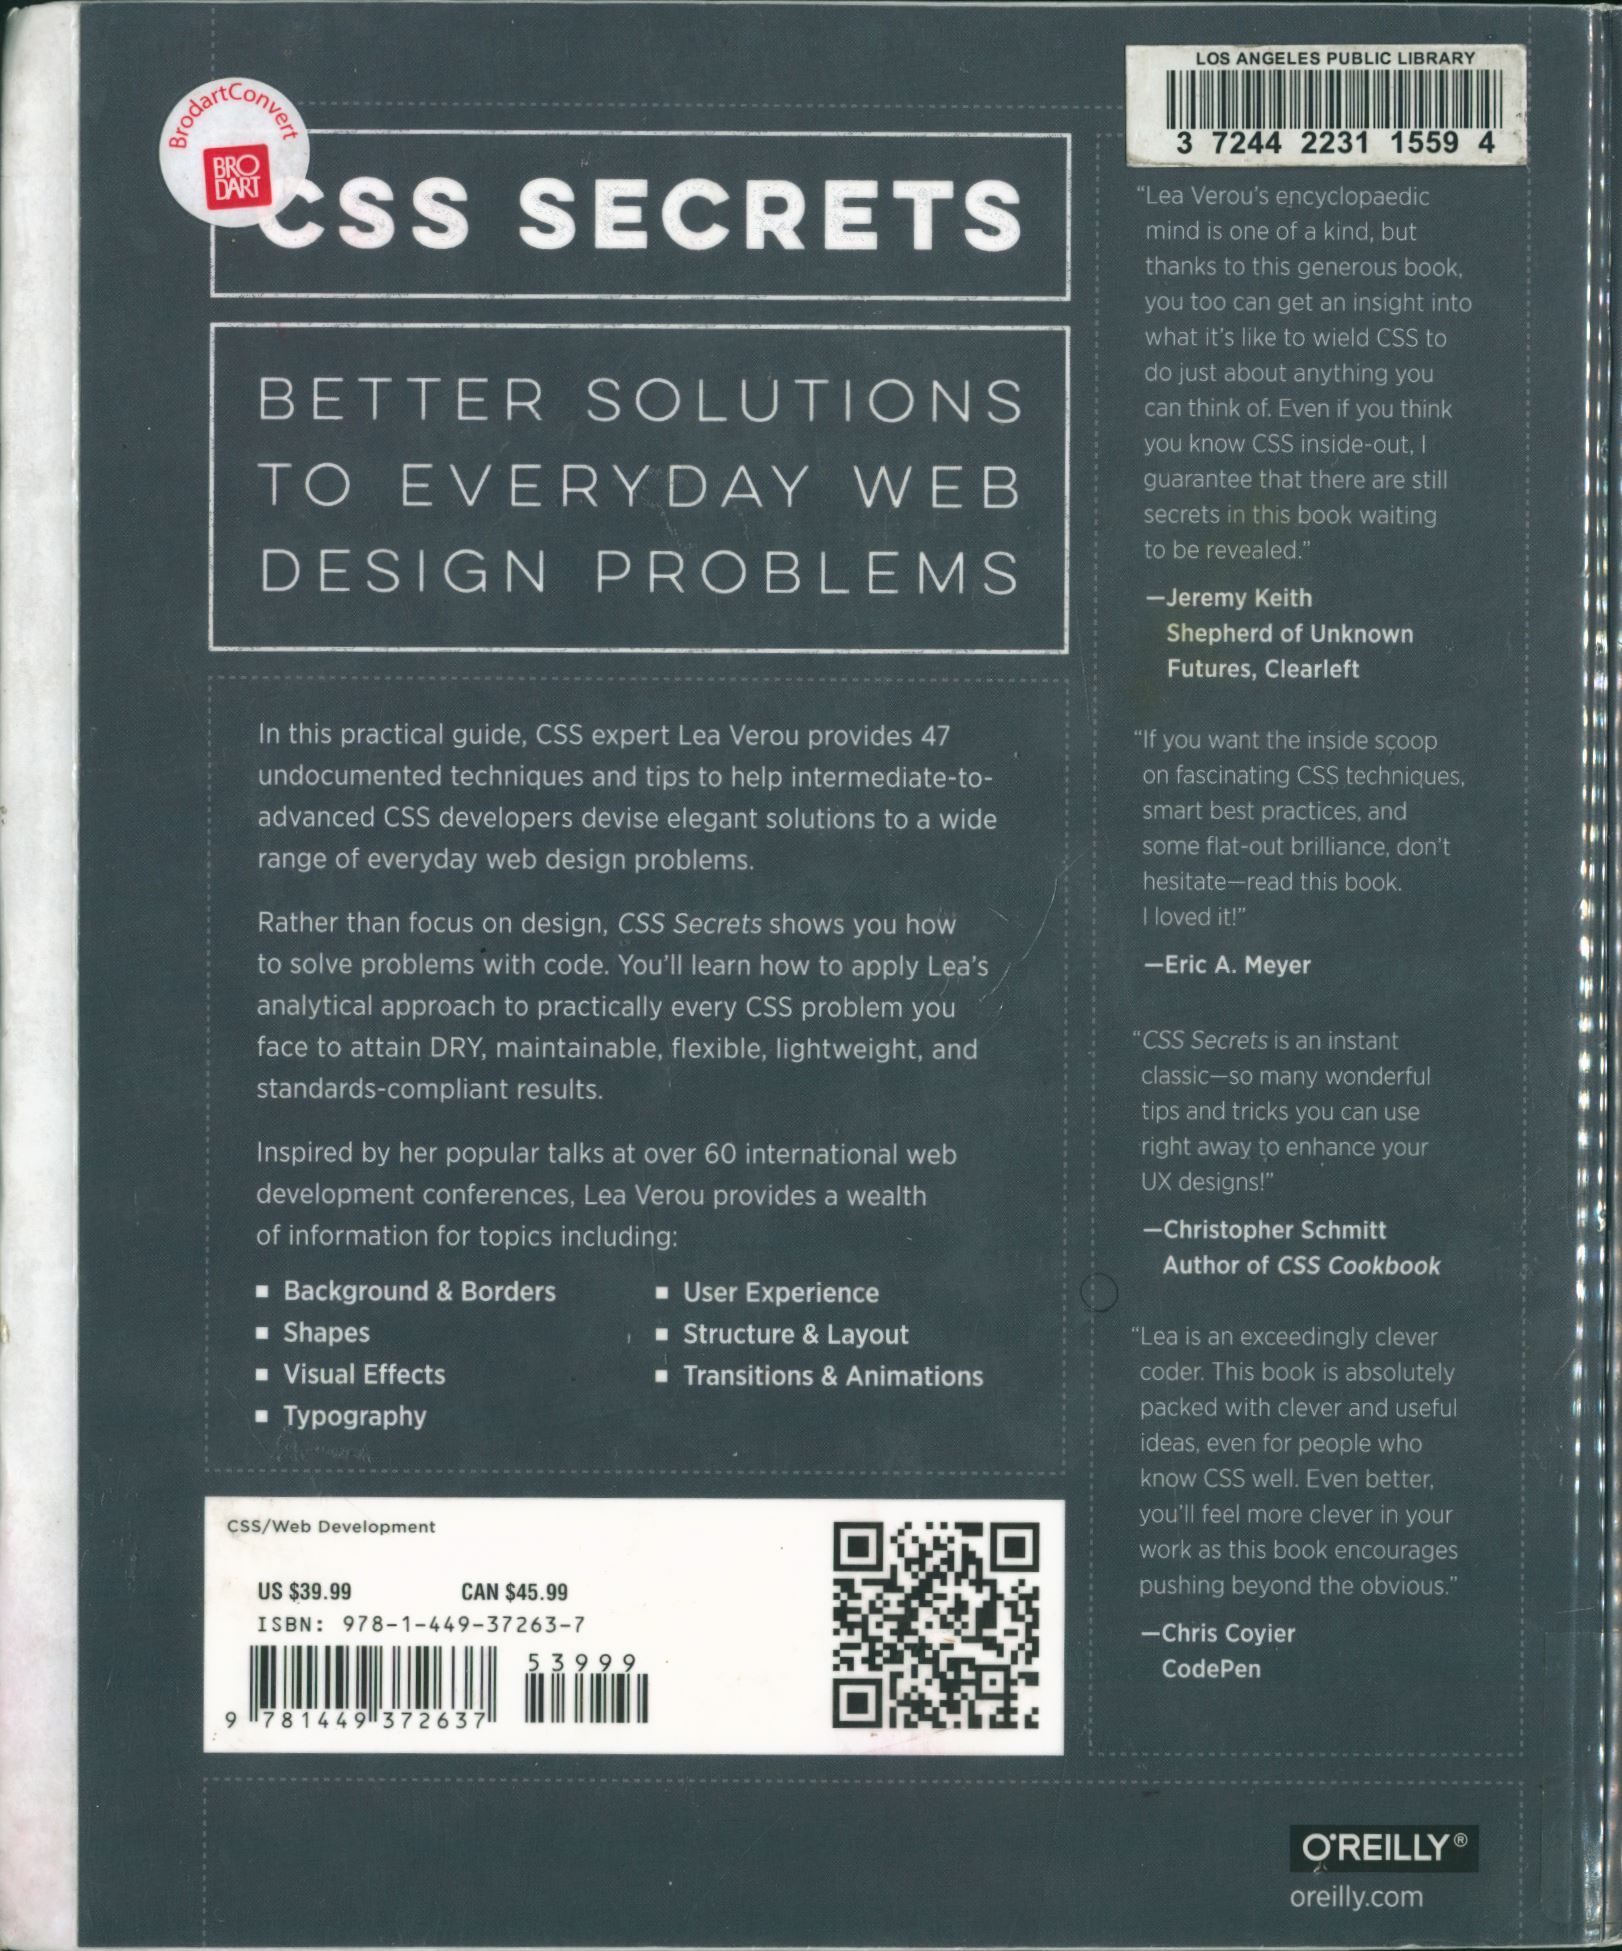 LOS ANGELES PUBLIC LIBRARY
3 7244 2231 1559 4
BrodartConvert
BRO
DART
CSS SECRETS
BETTER SOLUTIONS
TO EVERYDAY WEB
DESIGN PROBLEMS
In this practical guide, CSS expert Lea Verou provides 47
undocumented techniques and tips to help intermediate-to-
advanced CSS developers devise elegant solutions to a wide
range of everyday web design problems.
Rather than focus on design, CSS Secrets shows you how
to solve problems with code. You’ll learn how to apply Lea’s
analytical approach to practically every CSS problem you
face to attain DRY, maintainable, flexible, lightweight, and
standards-compliant results.
Inspired by her popular talks at over 60 international web
development conferences, Lea Verou provides a wealth
of information for topics including:
▪ Background & Borders
▪ Shapes
▪ Visual Effects
▪ Typography
▪ User Experience
▪ Structure & Layout
▪ Transitions & Animations
CSS/Web Development
US $39.99 CAN $45.99
ISBN: 978-1-449-37263-7
53999
9 781449 372637
“Lea Verou’s encyclopaedic
mind is one of a kind, but
thanks to this generous book,
you too can get an insight into
what it’s like to wield CSS to
do just about anything you
can think of. Even if you think
you know CSS inside-out, I
guarantee that there are still
secrets in this book waiting
to be revealed.”
—Jeremy Keith
Shepherd of Unknown
Futures, Clearleft
“If you want the inside scoop
on fascinating CSS techniques,
smart best practices, and
some flat-out brilliance, don’t
hesitate—read this book.
I loved it!”
—Eric A. Meyer
“CSS Secrets is an instant
classic—so many wonderful
tips and tricks you can use
right away to enhance your
UX designs!”
—Christopher Schmitt
Author of CSS Cookbook
“Lea is an exceedingly clever
coder. This book is absolutely
packed with clever and useful
ideas, even for people who
know CSS well. Even better,
you’ll feel more clever in your
work as this book encourages
pushing beyond the obvious.”
—Chris Coyier
CodePen
O'REILLY®
oreilly.com